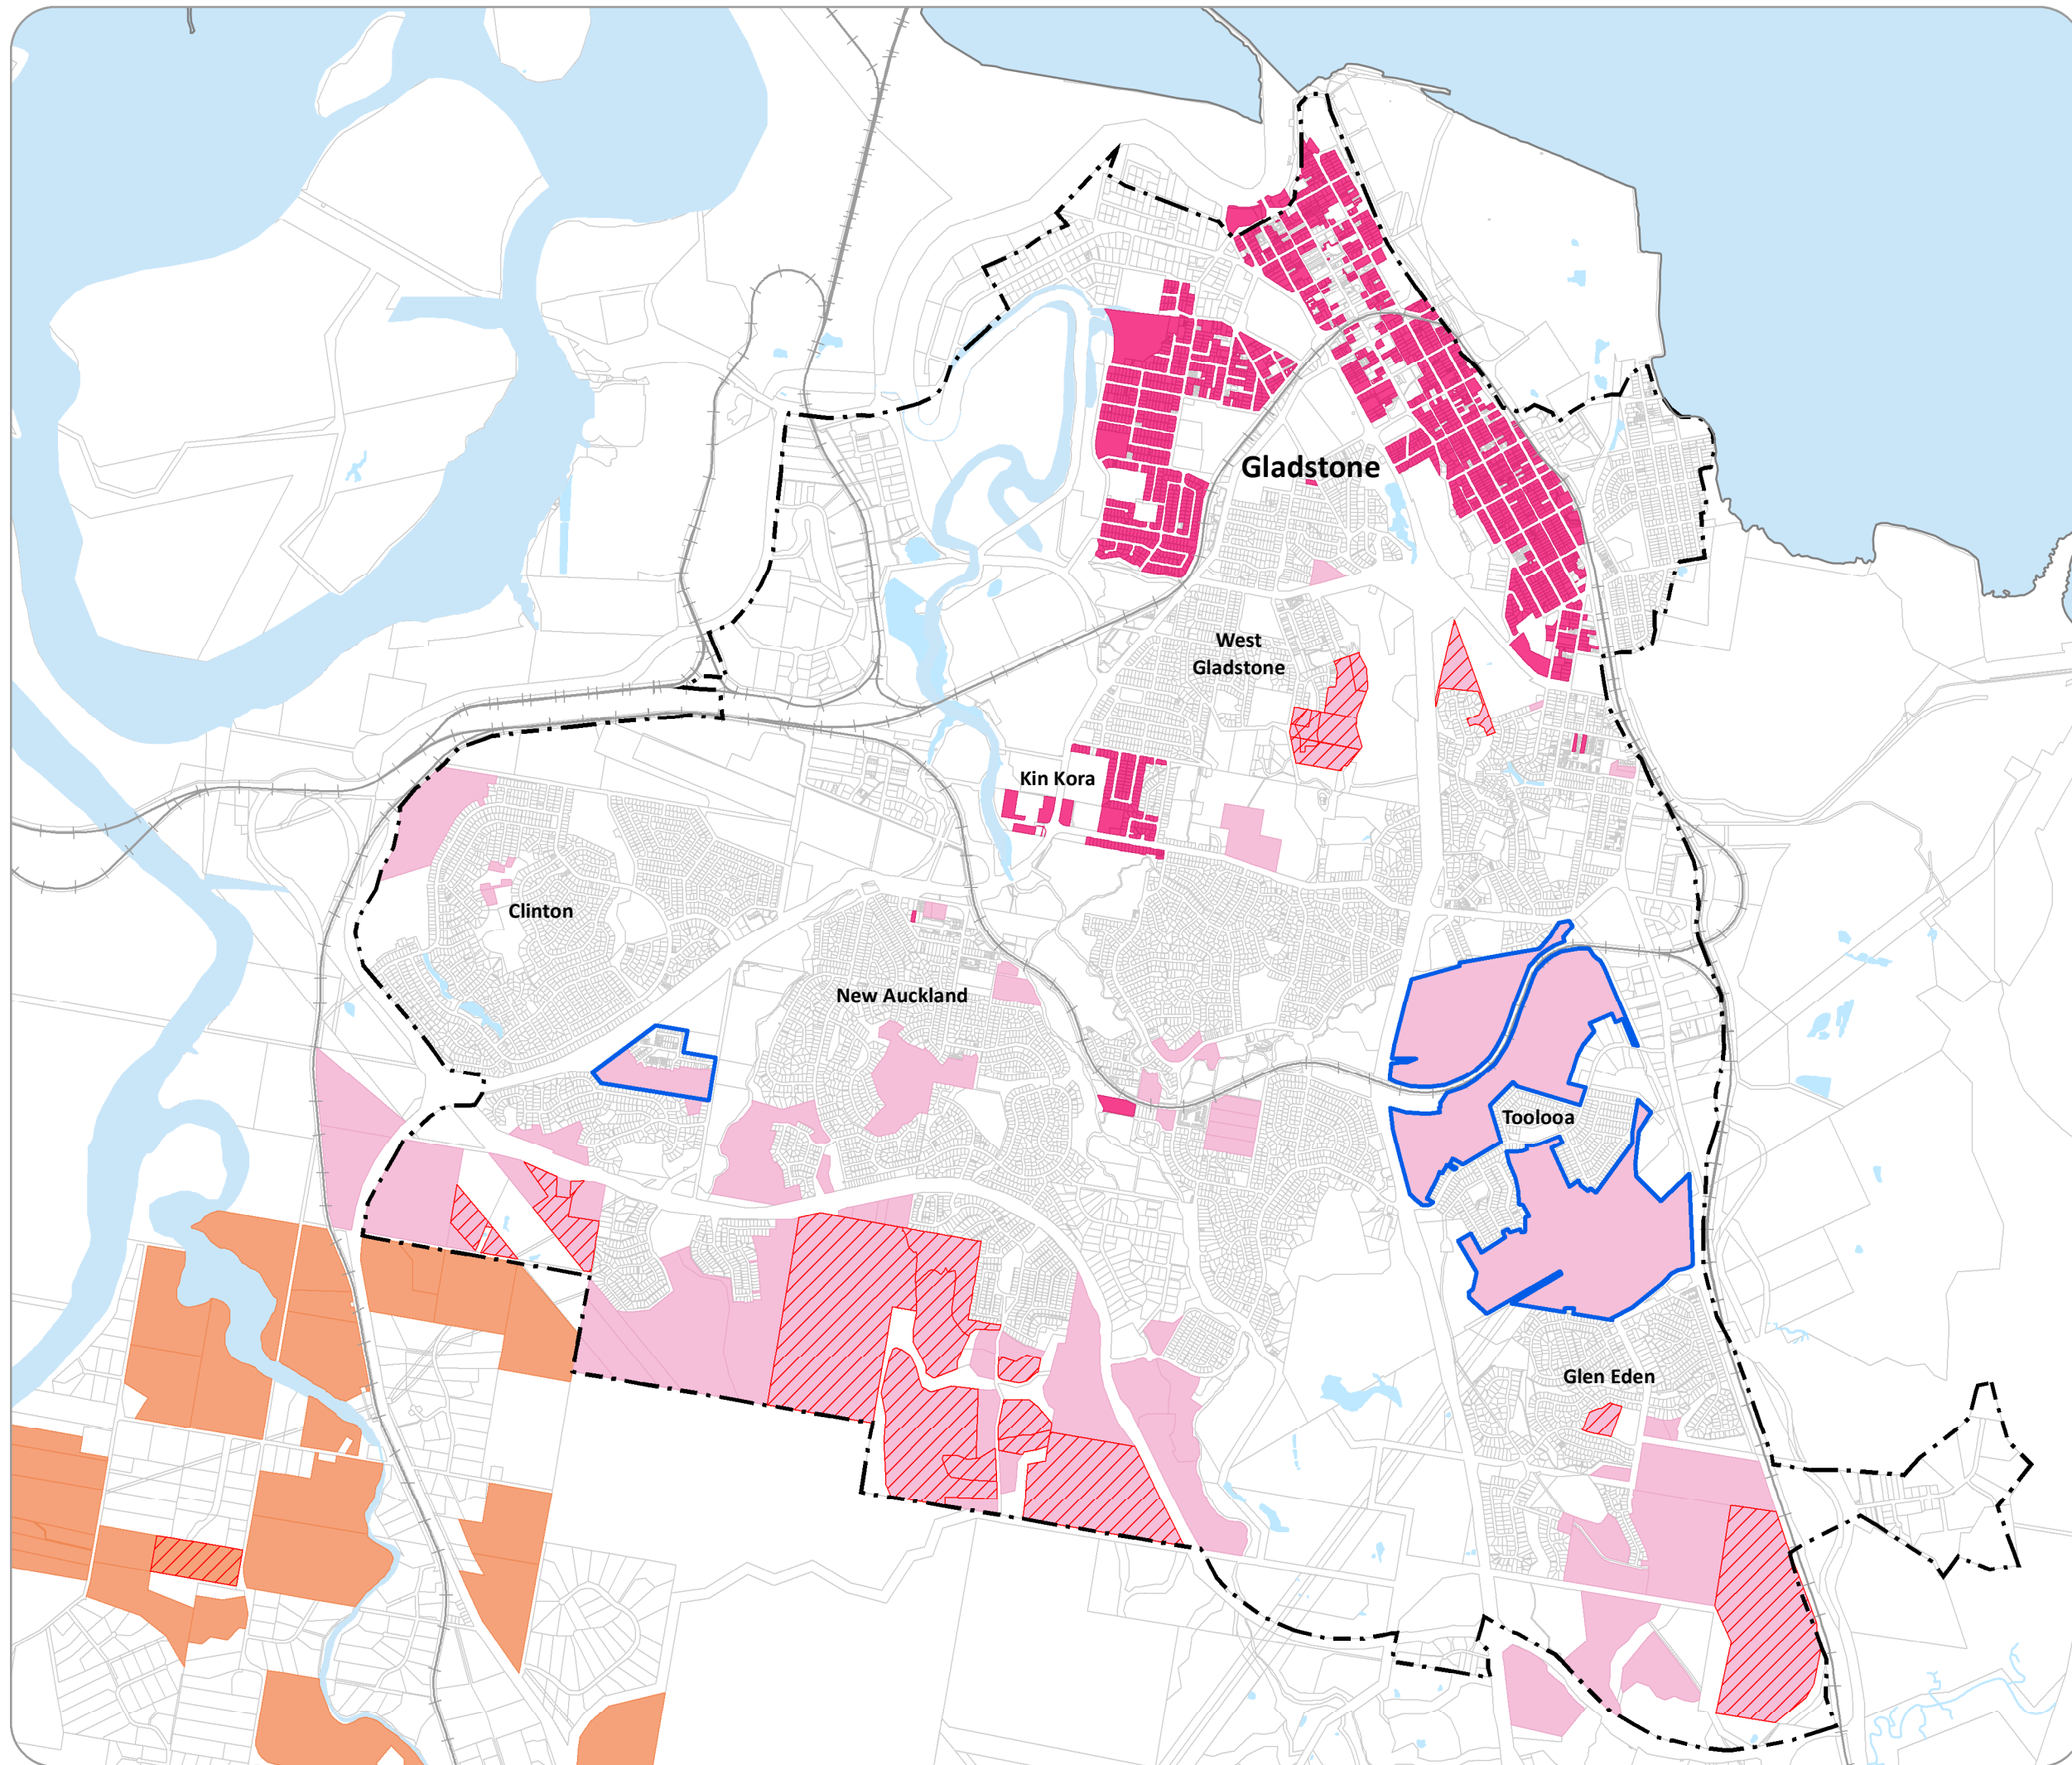 Gladstone
West
Gladstone
Kin Kora
Clinton
New Auckland
Toolooa
Glen Eden